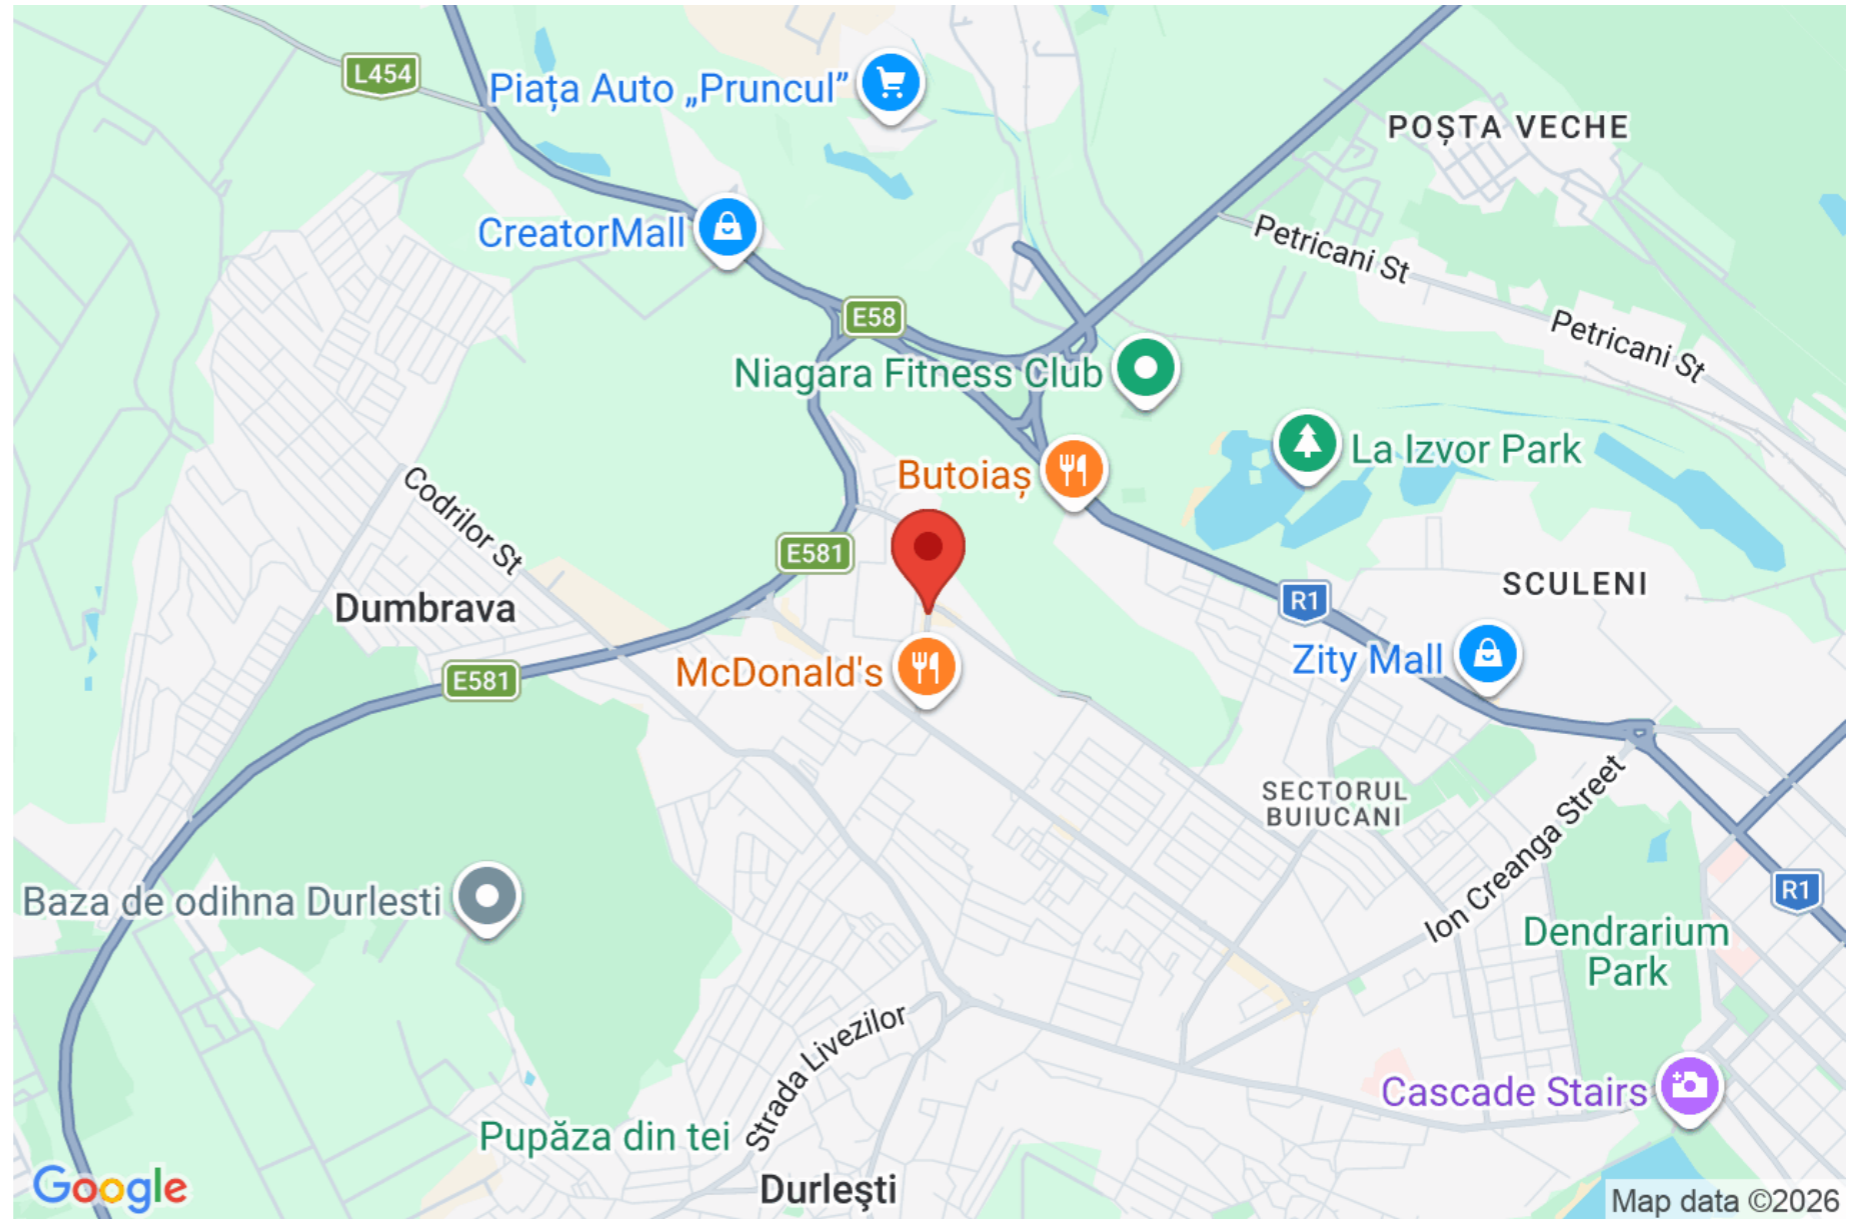 L454
Piața Auto „Pruncul”
POȘTA VECHE
CreatorMall
Petricani St
E58
Petricani St
Niagara Fitness Club
La Izvor Park
Butoiaș
Codrilor St
E581
SCULENI
R1
Dumbrava
Zity Mall
McDonald's
E581
SECTORUL
BUIUCANI
Ion Creanga Street
R1
Baza de odihna Durlesti
Dendrarium
Park
Strada Livezilor
Cascade Stairs
Pupăza din tei
Durleşti
Google
Map data ©2026